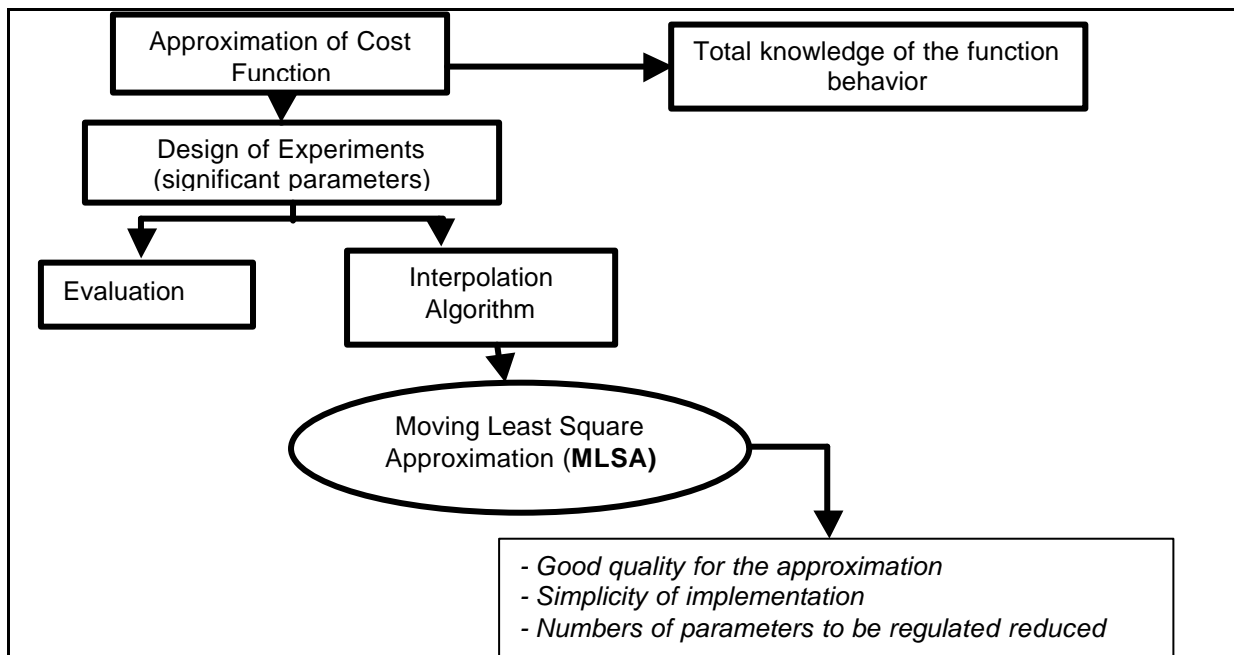 Approximation of Cost
Function
Total knowledge of the function
behavior
Design of Experiments
(significant parameters)
Evaluation
Interpolation
Algorithm
Moving Least Square
Approximation (MLSA)
- Good quality for the approximation
- Simplicity of implementation
- Numbers of parameters to be regulated reduced